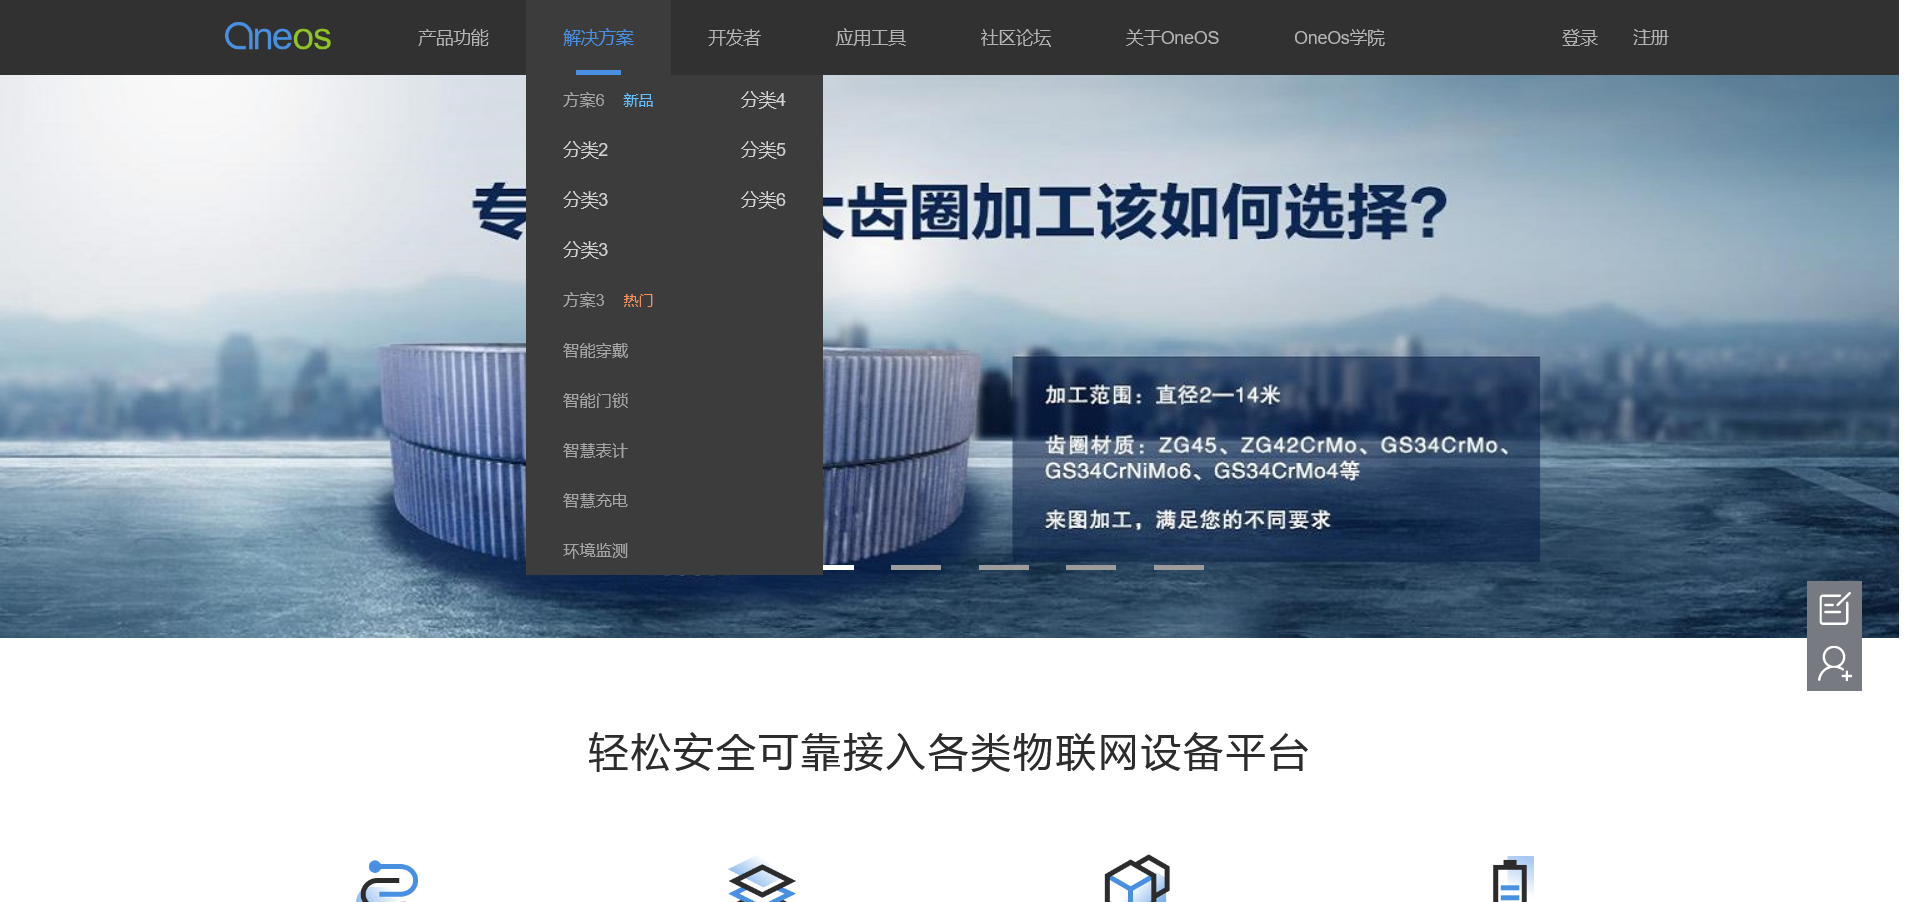 Oneos 产品功能 解决方案 开发者 应用工具 社区论坛 关于OneOS OneOs学院 登录 注册
方案6 新品 分类4
分类2 分类5
分类3 分类6
分类3
方案3 热门
智能穿戴
智能门锁
智慧表计
智慧充电
环境监测
专 大齿圈加工该如何选择?
加工范围：直径2—14米
齿圈材质：ZG45、ZG42CrMo、GS34CrMo、
GS34CrNiMo6、GS34CrMo4等
来图加工，满足您的不同要求
轻松安全可靠接入各类物联网设备平台